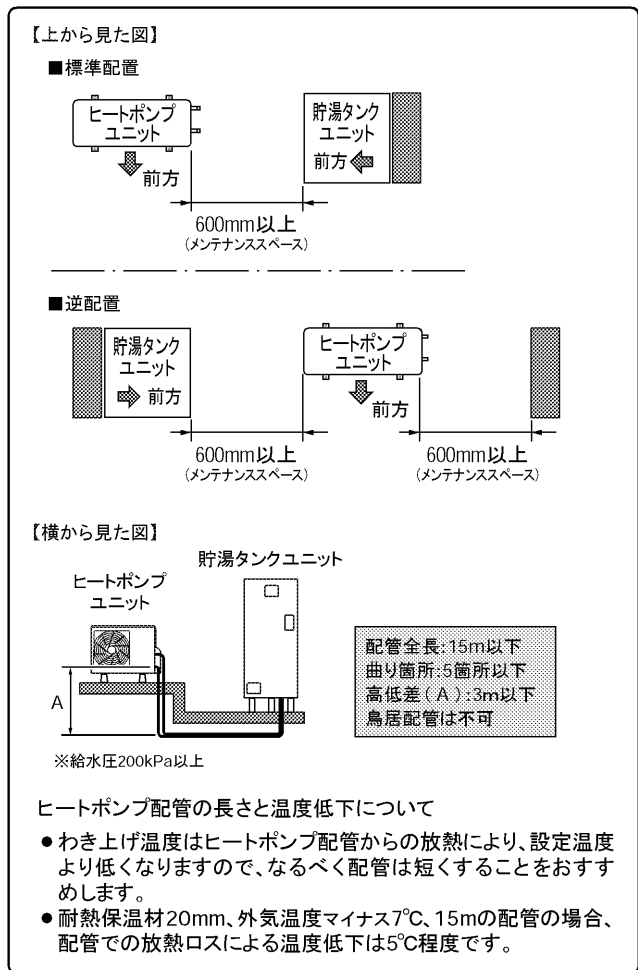 【上から見た図】
■標準配置
ヒートポンプ
ユニット
前方
貯湯タンク
ユニット
前方
600mm以上
(メンテナンススペース)
■逆配置
貯湯タンク
ユニット
前方
ヒートポンプ
ユニット
前方
600mm以上
(メンテナンススペース)
600mm以上
(メンテナンススペース)
【横から見た図】
貯湯タンクユニット
ヒートポンプ
ユニット
A
配管全長:15m以下
曲り箇所:5箇所以下
高低差(A):3m以下
鳥居配管は不可
※給水圧200kPa以上
ヒートポンプ配管の長さと温度低下について
●わき上げ温度はヒートポンプ配管からの放熱により、設定温度
より低くなりますので、なるべく配管は短くすることをおすす
めします。
●耐熱保温材20mm、外気温度マイナス7℃、15mの配管の場合、
配管での放熱ロスによる温度低下は5℃程度です。